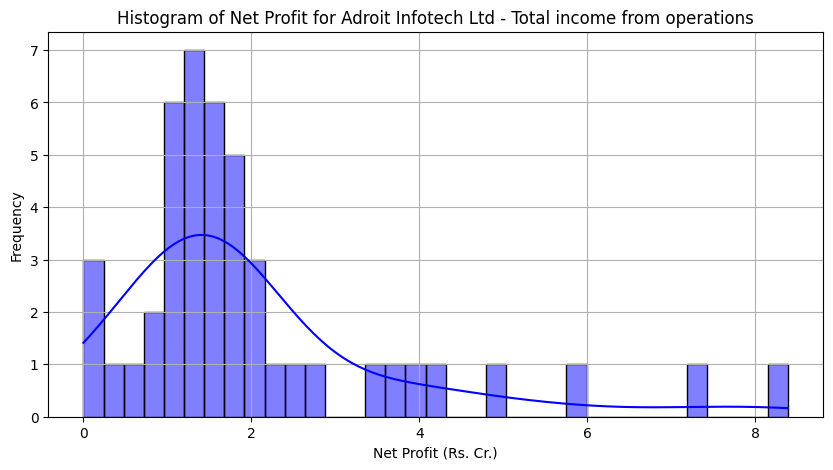 Histogram of Net Profit for Adroit Infotech Ltd - Total income from operations
Frequency
7
6
5
4
3
2
1
0
0 2 4 6 8
Net Profit (Rs. Cr.)